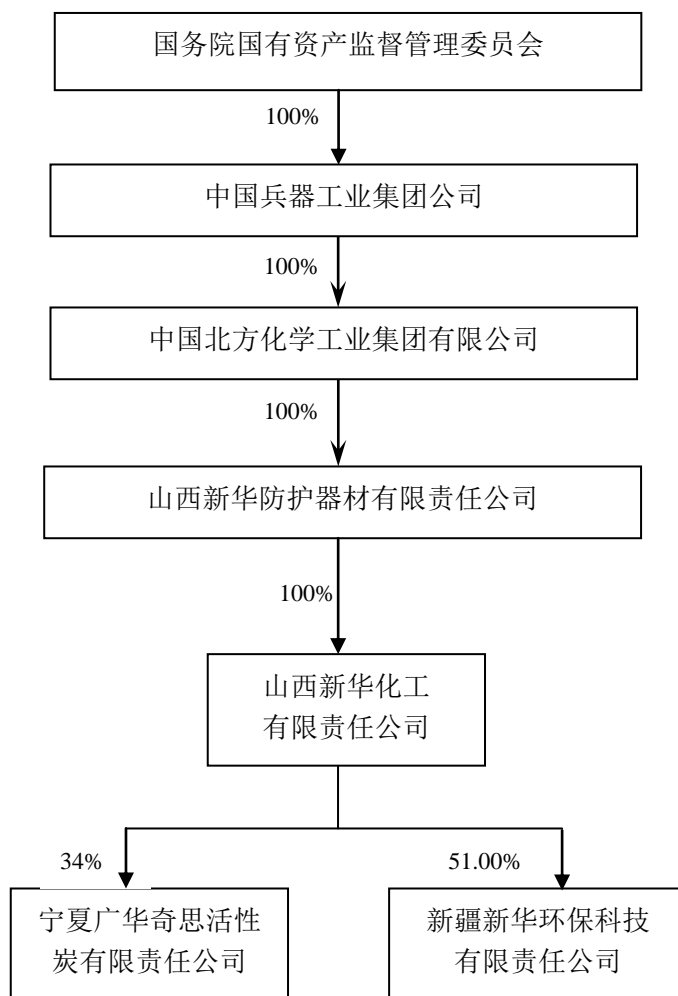 国务院国有资产监督管理委员会
100%
中国兵器工业集团公司
100%
中国北方化学工业集团有限公司
100%
山西新华防护器材有限责任公司
100%
山西新华化工
有限责任公司
34%
51.00%
宁夏广华奇思活性
炭有限责任公司
新疆新华环保科技
有限责任公司